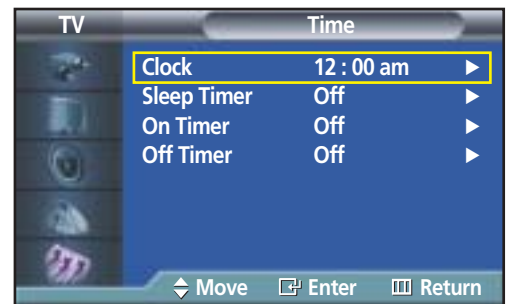 TV Time
Clock 12 : 00 am
Sleep Timer Off
On Timer Off
Off Timer Off
Move Enter Return